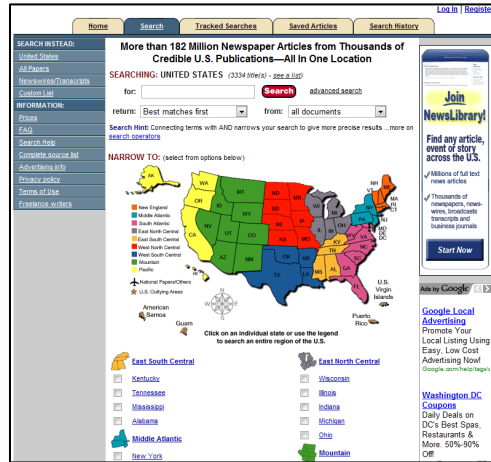 Log In | Registe
Home
Search
Tracked Searches
Saved Articles
Search History
SEARCH INSTEAD:
United States
All Papers
Newswires/Transcripts
Custom List
INFORMATION:
Prices
FAQ
Search Help
Complete source list
Advertising info
Privacy policy
Terms of Use
Freelance writers
More than 182 Million Newspaper Articles from Thousands of
Credible U.S. Publications—All In One Location
SEARCHING: UNITED STATES (3334 title(s) - see a list)
for:
Search
advanced search
return: Best matches first
from: all documents
Search Hint: Connecting terms with AND narrows your search to give more precise results ...more on
search operators
NARROW TO: (select from options below)
AK
WA
OR
CA
NV
ID
MT
WY
UT
CO
AZ
NM
ND
MN
SD
NE
IA
KS
MO
WI
MI
IL
IN
OH
KY
TN
MS
AL
OK
AR
TX
LA
GA
FL
SC
NC
VA
WV
PA
NY
NH
VT
ME
MA
RI
CT
NJ
MD
DE
DC
HI
New England
Middle Atlantic
South Atlantic
East North Central
East South Central
West North Central
West South Central
Mountain
Pacific
National Papers/Others
U.S. Outlying Areas
American
Samoa
Guam
N
W
E
S
Puerto
Rico
U.S.
Virgin
Islands
Click on an individual state or use the legend
to search an entire region of the U.S.
East South Central
Kentucky
Tennessee
Mississippi
Alabama
Middle Atlantic
New York
East North Central
Wisconsin
Illinois
Indiana
Michigan
Ohio
Mountain
Join
NewsLibrary!
Find any article,
event of story
across the U.S.
Millions of full text
news articles
Thousands of
newspapers, news-
wires, broadcasts
transcripts and
business journals
Start Now
Ads by Google
Google Local
Advertising
Promote Your
Local Listing Using
Easy, Low Cost
Advertising Now!
Google.com/help/tags/
Washington DC
Coupons
Daily Deals on
DC's Best Spas,
Restaurants &
More. 50%-90%
Off!